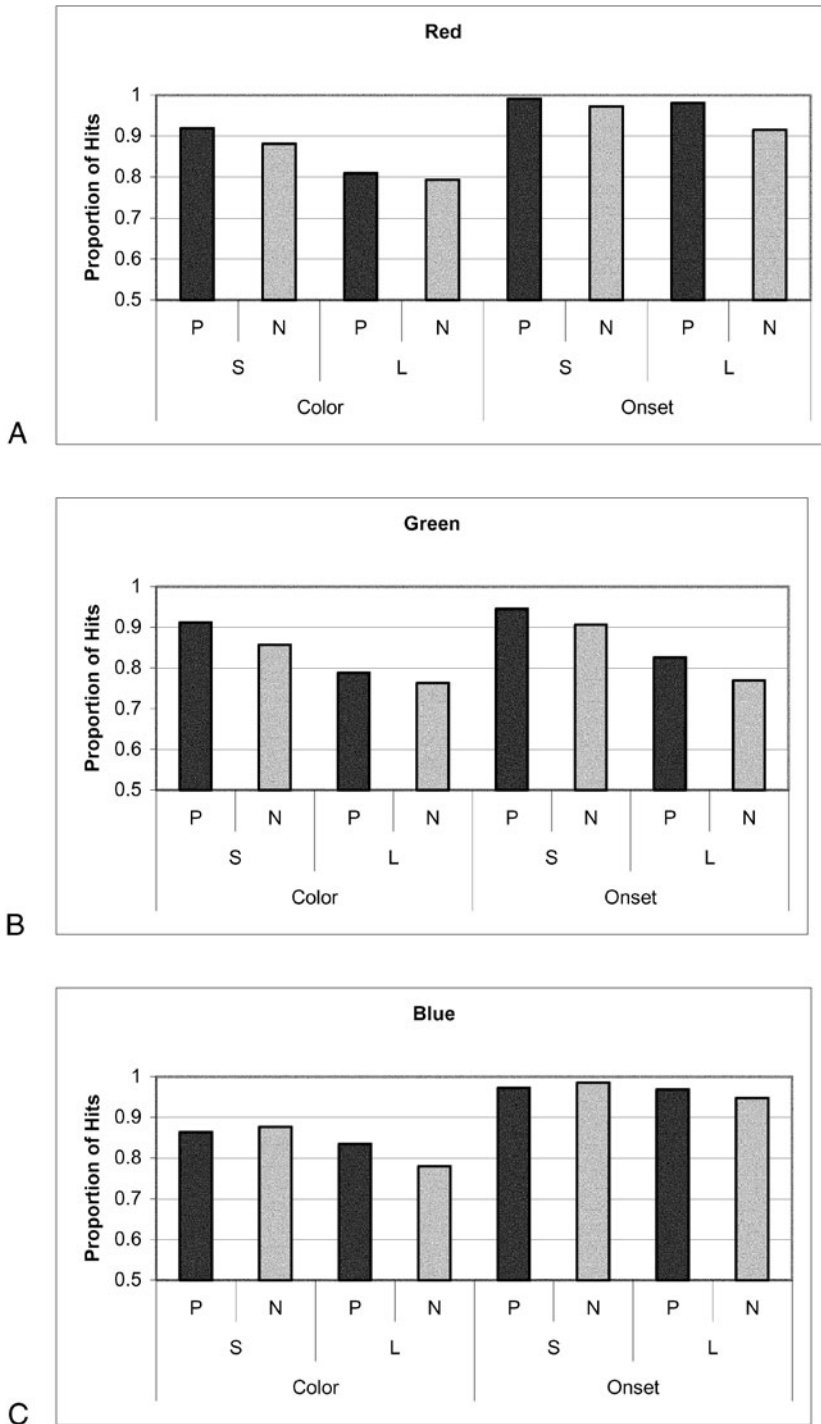 Red
Proportion of Hits
1
0.9
0.8
0.7
0.6
0.5
P N P N P N P N
S L S L
Color Onset
A
Green
Proportion of Hits
1
0.9
0.8
0.7
0.6
0.5
P N P N P N P N
S L S L
Color Onset
B
Blue
Proportion of Hits
1
0.9
0.8
0.7
0.6
0.5
P N P N P N P N
S L S L
Color Onset
C